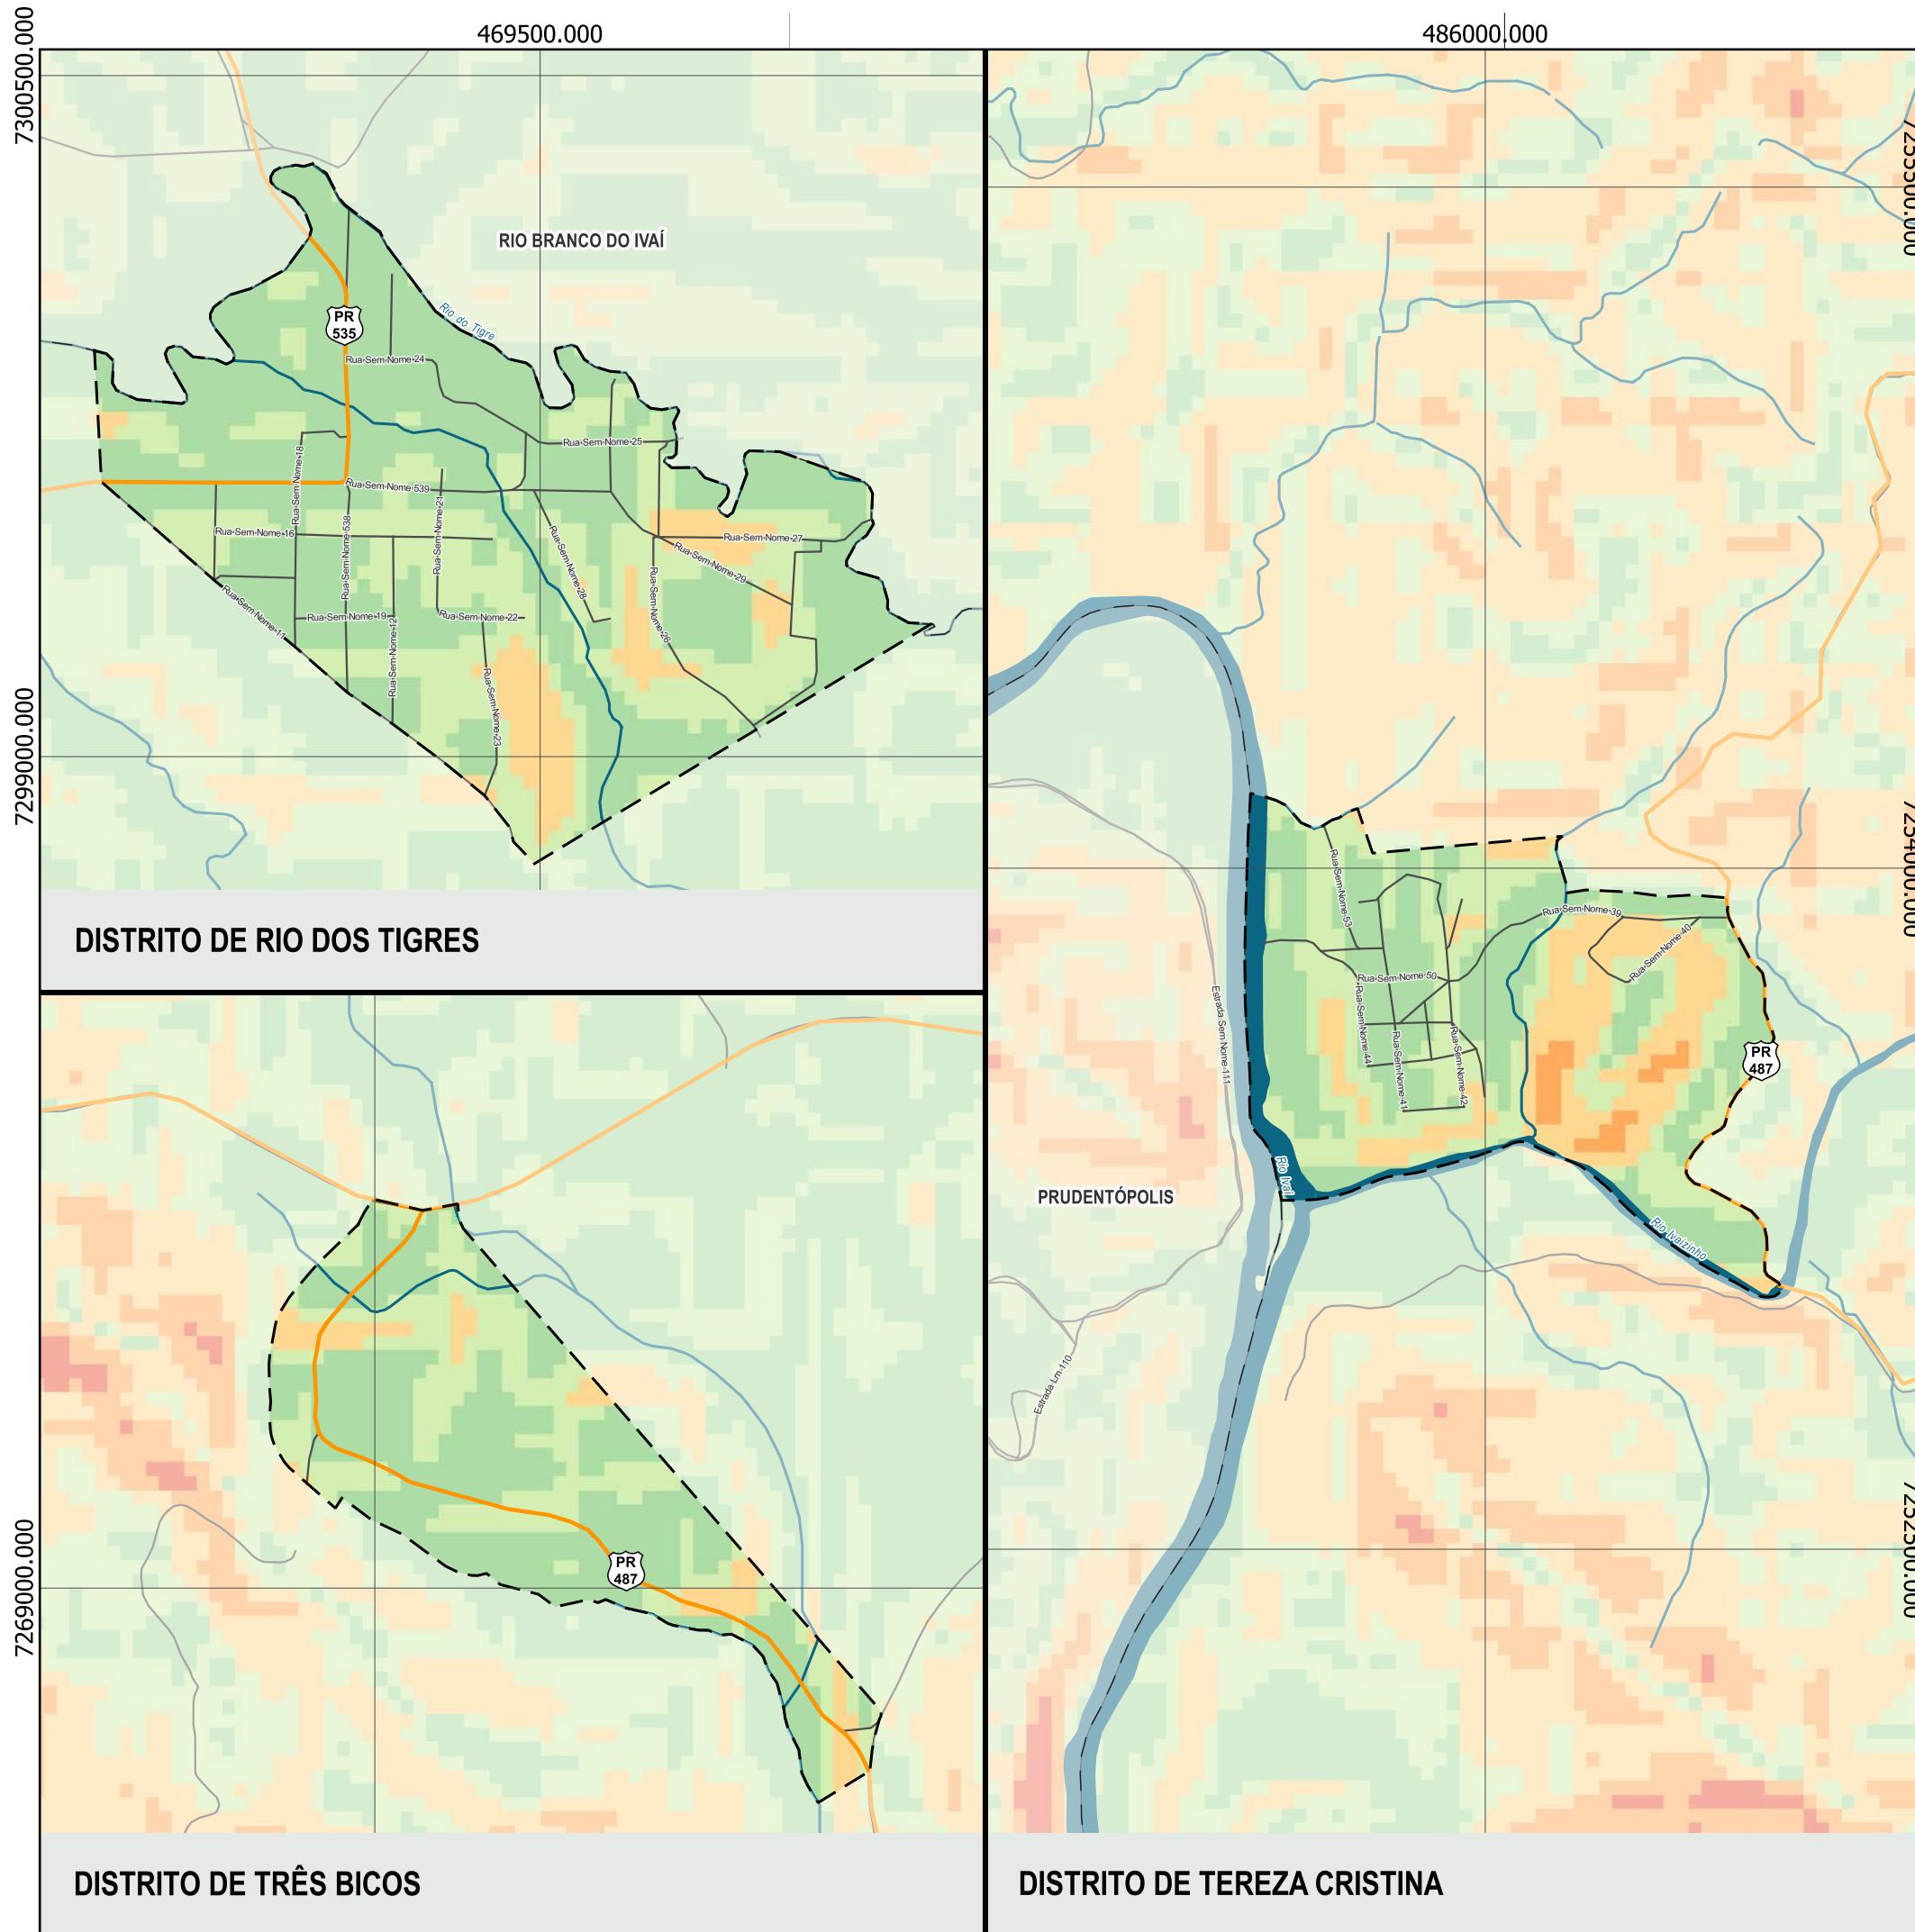 469500.000
486000.000
7300500.000
7299000.000
7269000.000
7255500.000
7254000.000
7252500.000
RIO BRANCO DO IVAÍ
Rio do Tigre
PR
535
Rua Sem Nome 24
Rua Sem Nome 25
Rua Sem Nome 18
Rua Sem Nome 539
Rua Sem Nome 21
Rua Sem Nome 16
Rua Sem Nome 538
Rua Sem Nome 28
Rua Sem Nome 27
Rua Sem Nome 29
Rua Sem Nome 26
Rua Sem Nome 11
Rua Sem Nome 19
Rua Sem Nome 12
Rua Sem Nome 22
Rua Sem Nome 23
DISTRITO DE RIO DOS TIGRES
PR
487
DISTRITO DE TRÊS BICOS
Rua Sem Nome 53
Rua Sem Nome 39
Rua Sem Nome 40
Rua Sem Nome 50
Rua Sem Nome 44
Rua Sem Nome 41
Rua Sem Nome 42
Estrada Sem Nome 111
PR
487
PRUDENTÓPOLIS
Rio Ivaí
Rio Ivaizinho
Estrada Lm 110
DISTRITO DE TEREZA CRISTINA